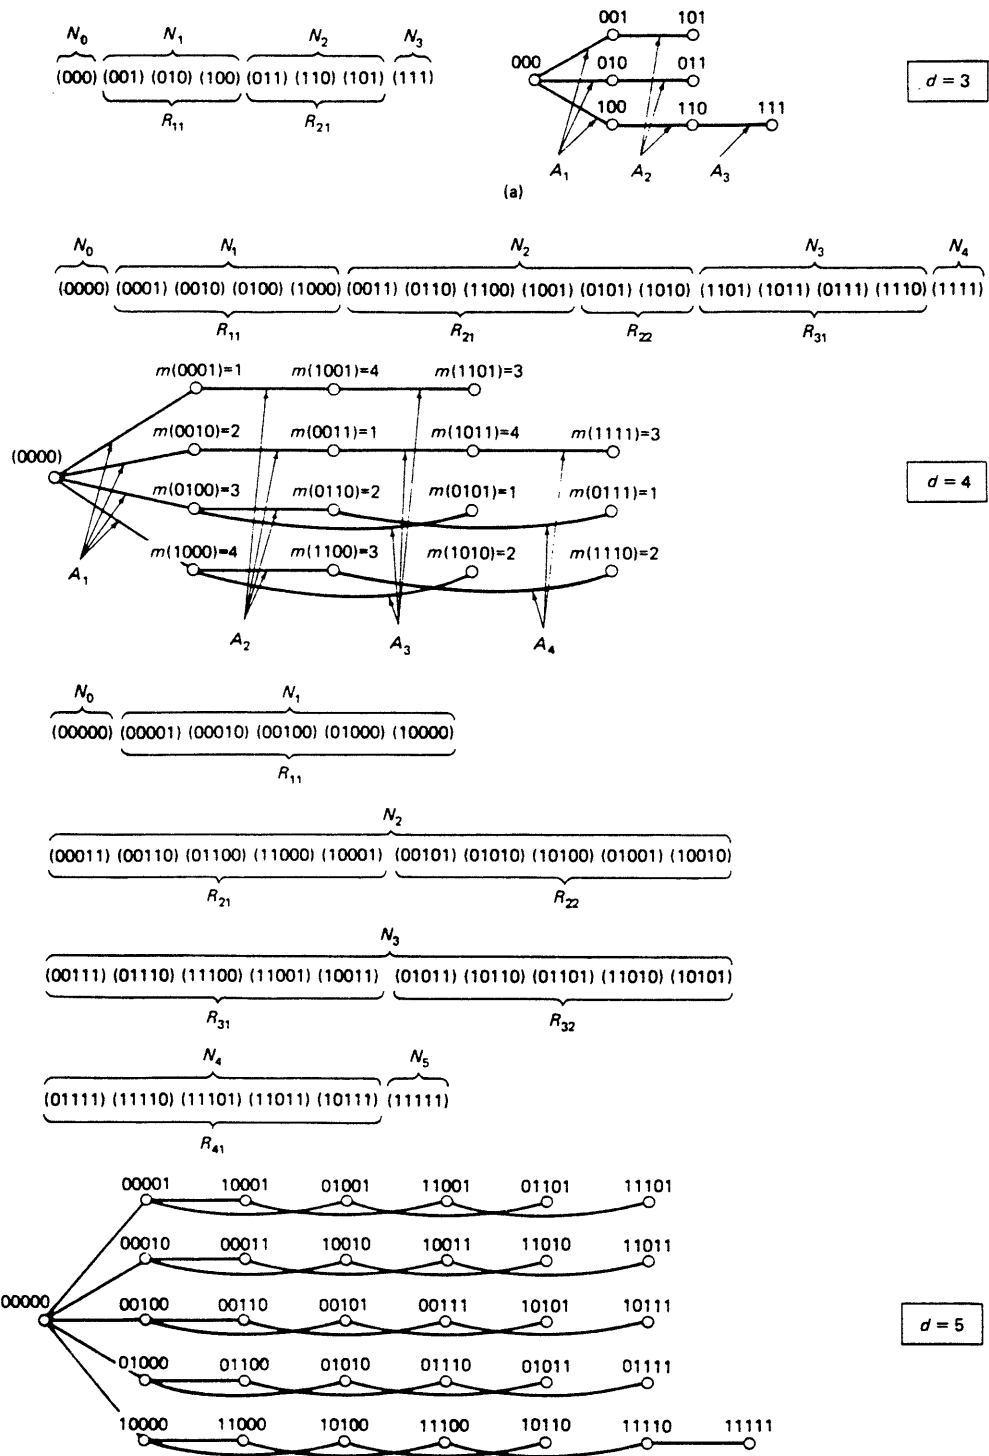 N0 N1 N2 N3
(000) (001) (010) (100) (011) (110) (101) (111)
R11 R21
001 101
000 010 011
100 110 111
A1 A2 A3
d = 3
(a)
N0 N1 N2 N3 N4
(0000) (0001) (0010) (0100) (1000) (0011) (0110) (1100) (1001) (0101) (1010) (1101) (1011) (0111) (1110) (1111)
R11 R21 R22 R31
m(0001)=1 m(1001)=4 m(1101)=3
m(0010)=2 m(0011)=1 m(1011)=4 m(1111)=3
(0000)
d = 4
m(0100)=3 m(0110)=2 m(0101)=1 m(0111)=1
m(1000)=4 m(1100)=3 m(1010)=2 m(1110)=2
A1 A2 A3 A4
N0 N1
(00000) (00001) (00010) (00100) (01000) (10000)
R11
N2
(00011) (00110) (01100) (11000) (10001) (00101) (01010) (10100) (01001) (10010)
R21 R22
N3
(00111) (01110) (11100) (11001) (10011) (01011) (10110) (01101) (11010) (10101)
R31 R32
N4 N5
(01111) (11110) (11101) (11011) (10111) (11111)
R41
00001 10001 01001 11001 01101 11101
00010 00011 10010 10011 11010 11011
00000
00100 00110 00101 00111 10101 10111
d = 5
01000 01100 01010 01110 01011 01111
10000 11000 10100 11100 10110 11110 11111